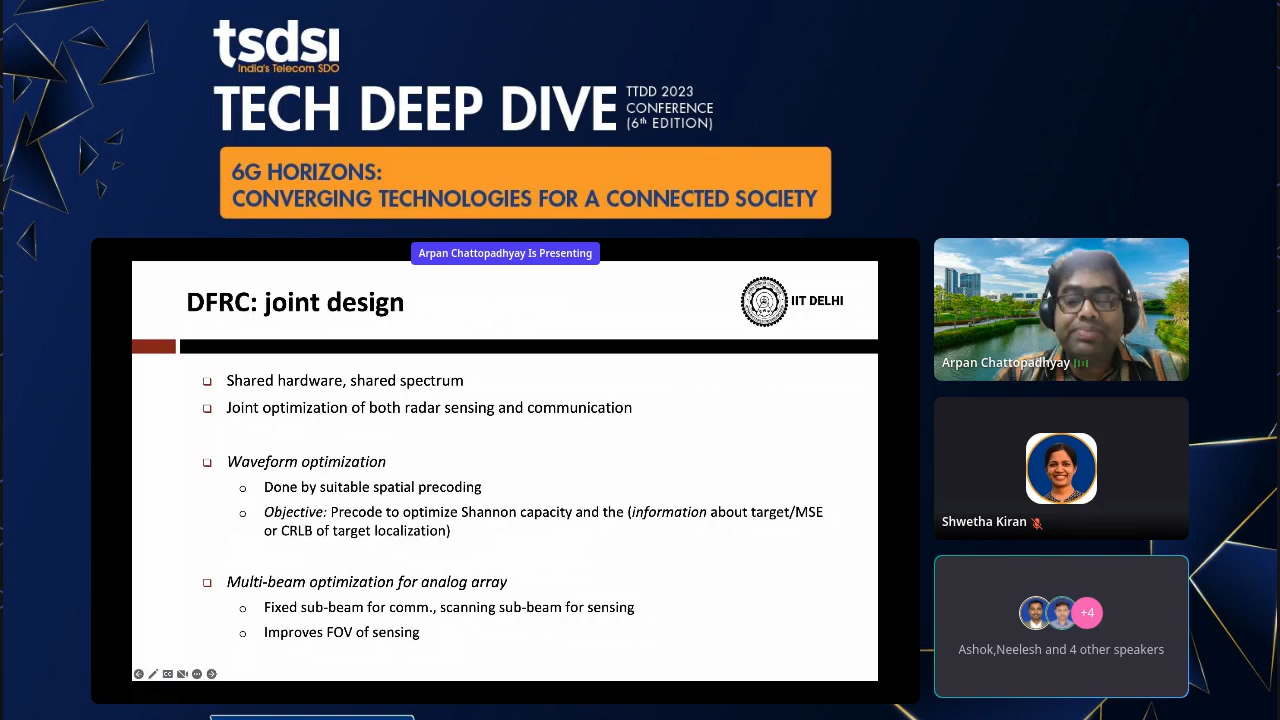 tsdsi
India's Telecom SDO
TECH DEEP DIVE
TTDD 2023
CONFERENCE
(6th EDITION)
6G HORIZONS:
CONVERGING TECHNOLOGIES FOR A CONNECTED SOCIETY
Arpan Chattopadhyay Is Presenting
DFRC: joint design
IIT DELHI
❑ Shared hardware, shared spectrum
❑ Joint optimization of both radar sensing and communication
❑ Waveform optimization
o Done by suitable spatial precoding
o Objective: Precode to optimize Shannon capacity and the (information about target/MSE
or CRLB of target localization)
❑ Multi-beam optimization for analog array
o Fixed sub-beam for comm., scanning sub-beam for sensing
o Improves FOV of sensing
Arpan Chattopadhyay
Shwetha Kiran
+4
Ashok,Neelesh and 4 other speakers